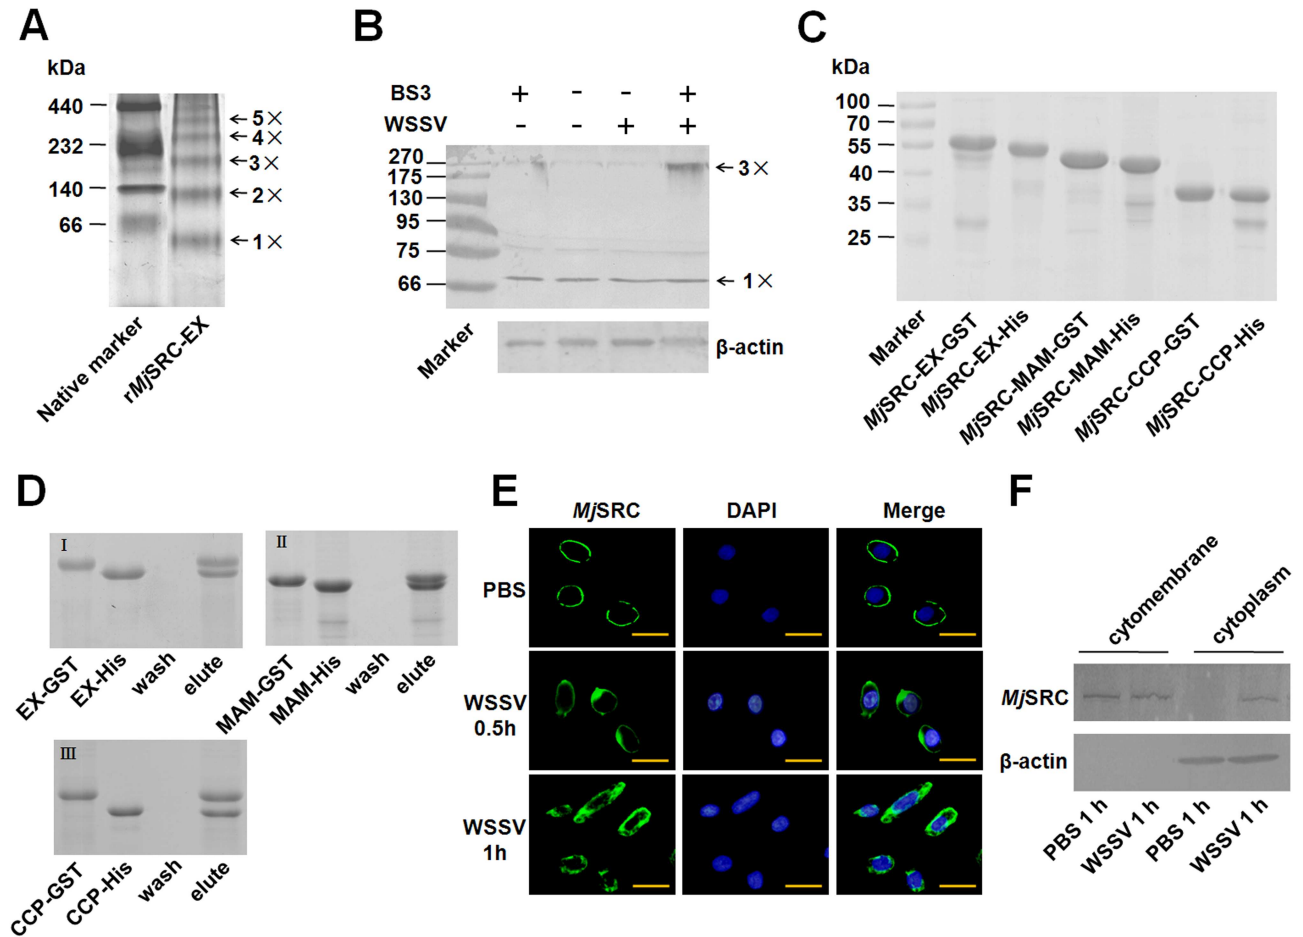 A
kDa
440
232
140
66
5×
4×
3×
2×
1×
Native marker
rMjSRC-EX
B
BS3 + - - +
WSSV - - + +
270
175
130
95
75
66
3×
1×
Marker
β-actin
C
kDa
100
70
55
40
35
25
Marker
MjSRC-EX-GST
MjSRC-EX-His
MjSRC-MAM-GST
MjSRC-MAM-His
MjSRC-CCP-GST
MjSRC-CCP-His
D
I
EX-GST
EX-His
wash
elute
II
MAM-GST
MAM-His
wash
elute
III
CCP-GST
CCP-His
wash
elute
E
MjSRC DAPI Merge
PBS
WSSV
0.5h
WSSV
1h
F
cytomembrane
cytoplasm
MjSRC
β-actin
PBS 1 h
WSSV 1 h
PBS 1 h
WSSV 1 h